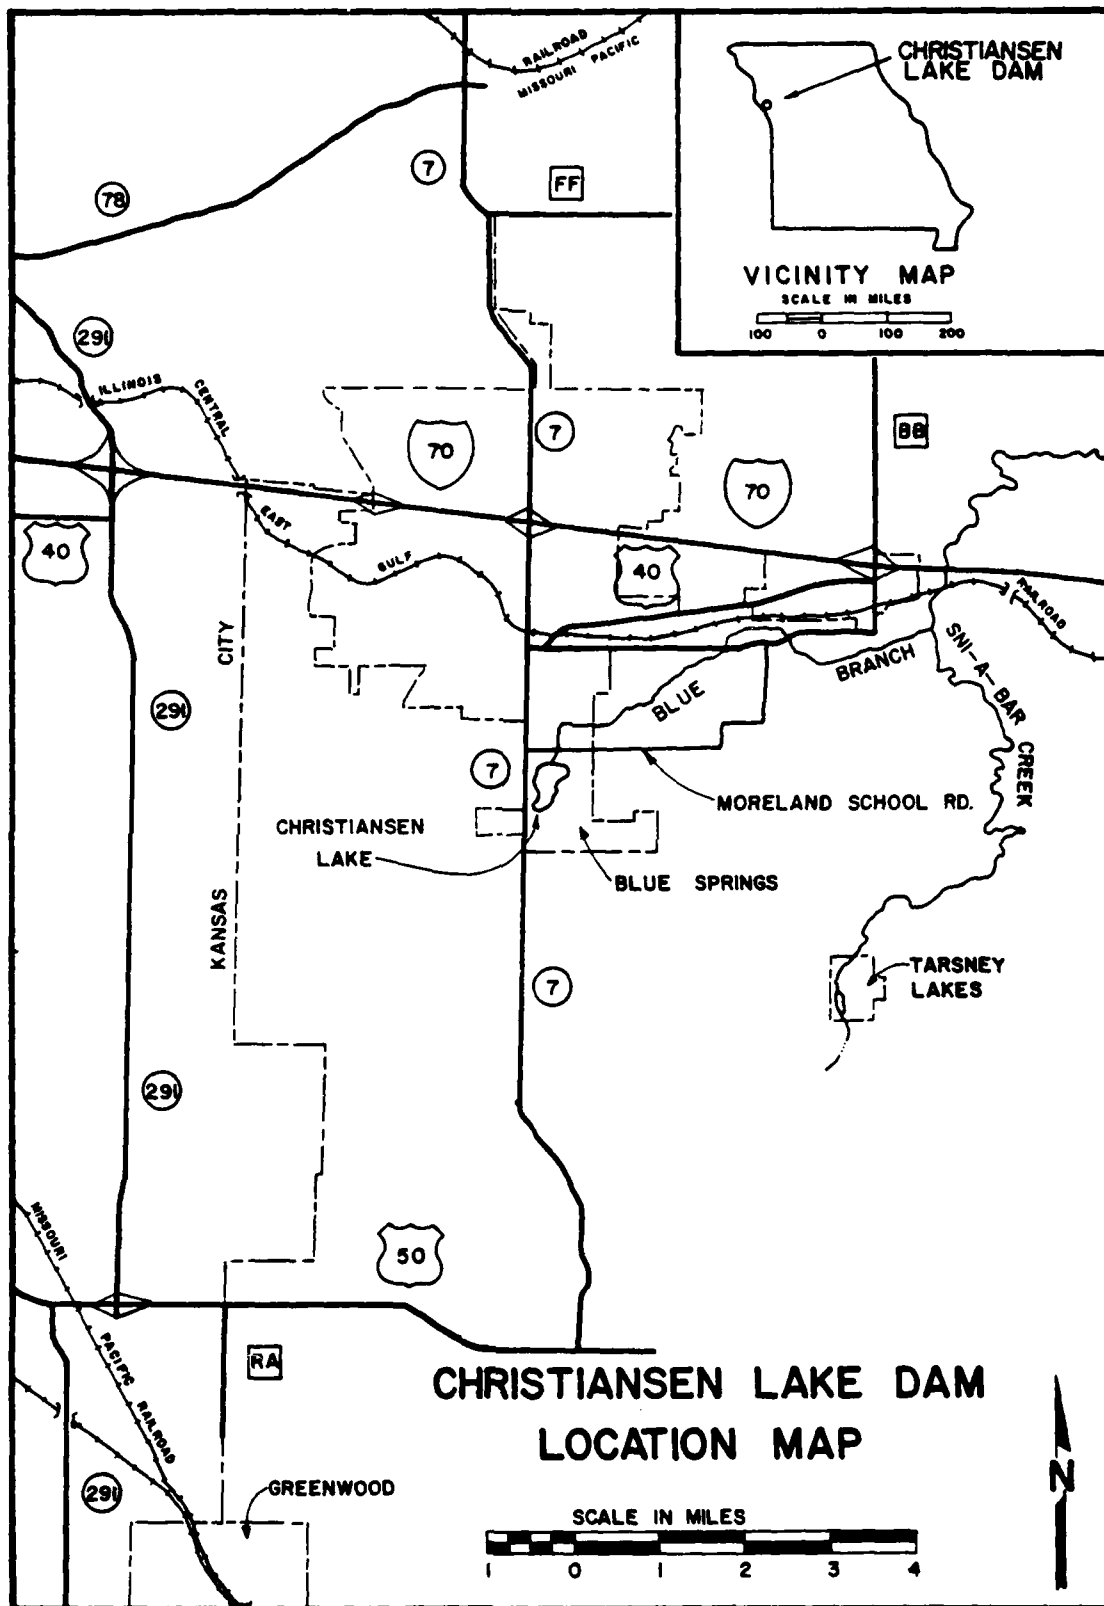 RAILROAD
MISSOURI PACIFIC
CHRISTIANSEN
LAKE DAM
7
78
FF
VICINITY MAP
SCALE IN MILES
100 0 100 200
291
ILLINOIS
CENTRAL
70
7
BB
70
40
EAST
GULF
40
RAILROAD
CITY
SNI-A-BAR
CREEK
BRANCH
BLUE
291
7
MORELAND SCHOOL RD.
CHRISTIANSEN
LAKE
BLUE SPRINGS
KANSAS
TARSNEY
LAKES
7
291
MISSOURI
PACIFIC RAILROAD
50
RA
CHRISTIANSEN LAKE DAM
LOCATION MAP
291
GREENWOOD
SCALE IN MILES
1 0 1 2 3 4
N